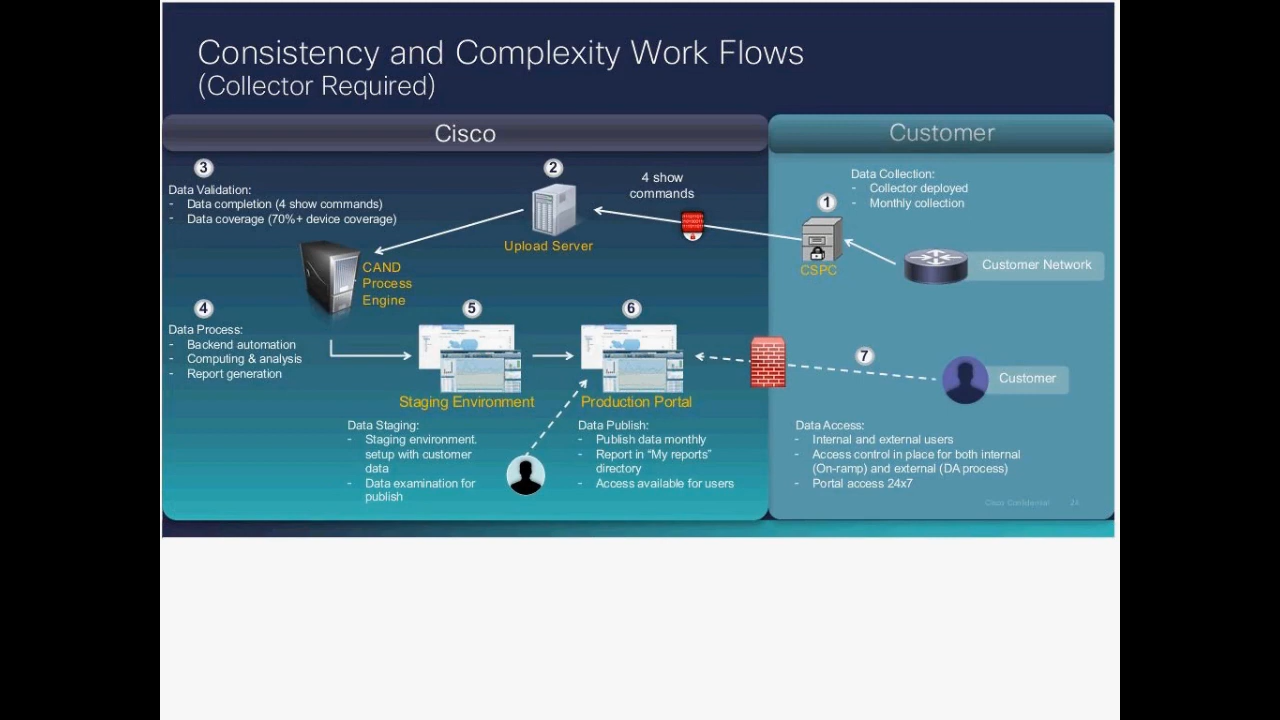 Consistency and Complexity Work Flows
(Collector Required)
Cisco
Customer
3
Data Validation:
- Data completion (4 show commands)
- Data coverage (70%+ device coverage)
2
Upload Server
4 show
commands
Data Collection:
- Collector deployed
- Monthly collection
1
CSPC
Customer Network
CAND
Process
Engine
4
Data Process:
- Backend automation
- Computing & analysis
- Report generation
5
Staging Environment
6
Production Portal
7
Customer
Data Staging:
- Staging environment.
setup with customer
data
- Data examination for
publish
Data Publish:
- Publish data monthly
- Report in “My reports”
directory
- Access available for users
Data Access:
- Internal and external users
- Access control in place for both internal
(On-ramp) and external (DA process)
- Portal access 24x7
Cisco Confidential 24